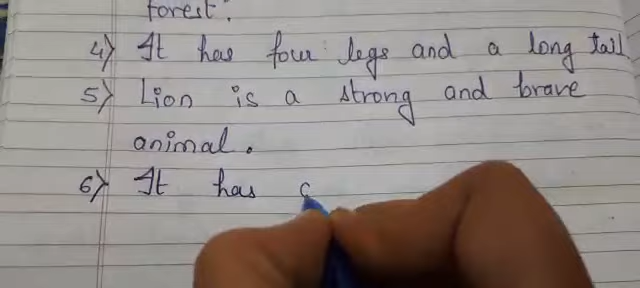 forest".
4) It has four legs and a long tail.
5) Lion is a strong and brave
animal.
6) It has